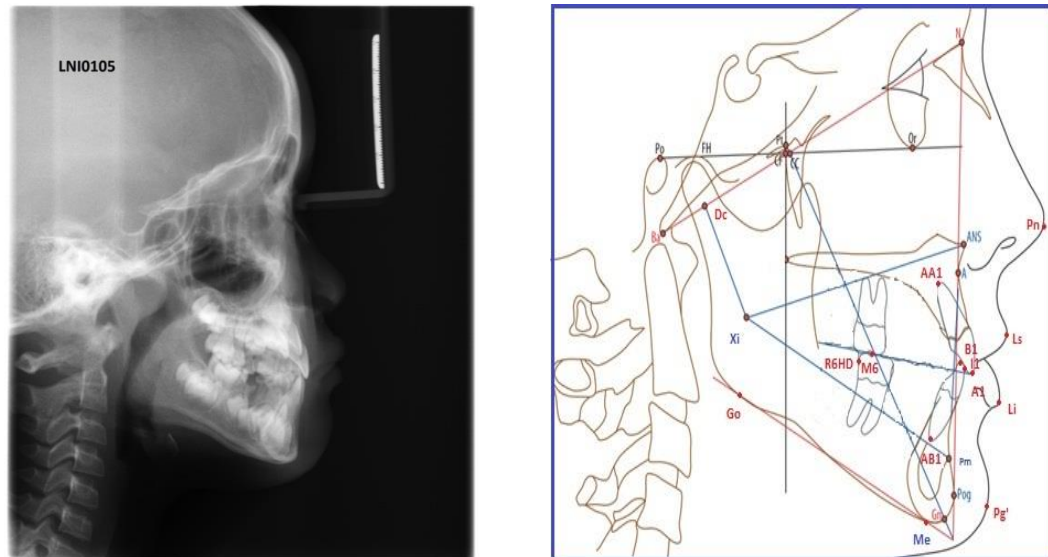 LNI0105
N
Po
FH
Pt
Or
Cf
CC
Dc
Ba
Pn
ANS
A
AA1
Xi
Ls
B1
R6HD
M6
I1
A1
Go
Li
AB1
Pm
Pog
Gn
Pg'
Me